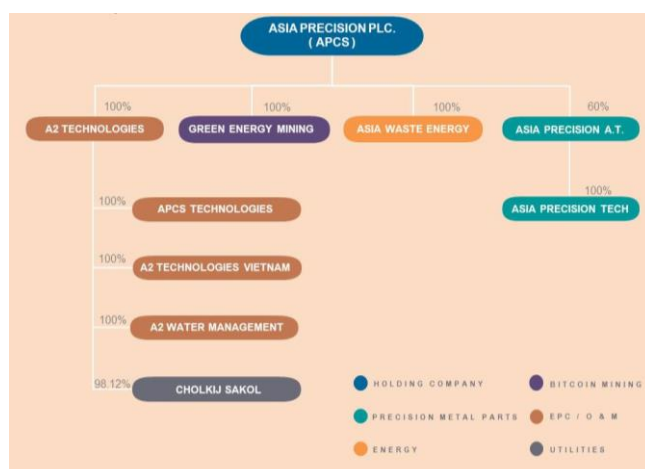 ASIA PRECISION PLC.
( APCS )
100%
100%
100%
60%
A2 TECHNOLOGIES
GREEN ENERGY MINING
ASIA WASTE ENERGY
ASIA PRECISION A.T.
100%
100%
APCS TECHNOLOGIES
ASIA PRECISION TECH
100%
A2 TECHNOLOGIES VIETNAM
100%
A2 WATER MANAGEMENT
98.12%
CHOLKIJ SAKOL
HOLDING COMPANY
BITCOIN MINING
PRECISION METAL PARTS
EPC / O & M
ENERGY
UTILITIES